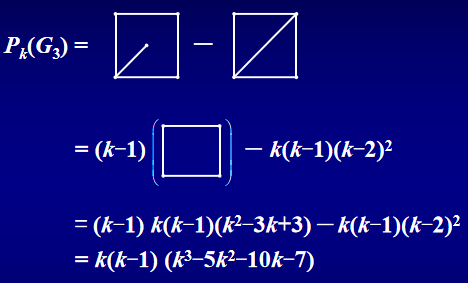 Pₖ(G₃) = −
= (k−1) ( ) − k(k−1)(k−2)²
= (k−1) k(k−1)(k²−3k+3) − k(k−1)(k−2)²
= k(k−1) (k³−5k²−10k−7)